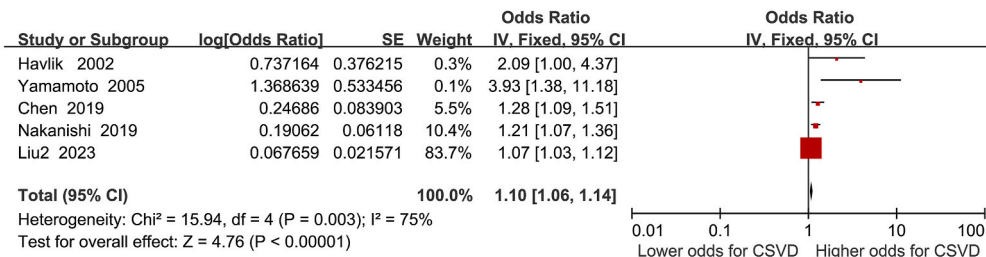 Odds Ratio Odds Ratio
Study or Subgroup log[Odds Ratio] SE Weight IV, Fixed, 95% CI IV, Fixed, 95% CI
Havlik 2002 0.737164 0.376215 0.3% 2.09 [1.00, 4.37]
Yamamoto 2005 1.368639 0.533456 0.1% 3.93 [1.38, 11.18]
Chen 2019 0.24686 0.083903 5.5% 1.28 [1.09, 1.51]
Nakanishi 2019 0.19062 0.06118 10.4% 1.21 [1.07, 1.36]
Liu2 2023 0.067659 0.021571 83.7% 1.07 [1.03, 1.12]
Total (95% CI) 100.0% 1.10 [1.06, 1.14]
Heterogeneity: Chi² = 15.94, df = 4 (P = 0.003); I² = 75%
Test for overall effect: Z = 4.76 (P < 0.00001)
0.01 0.1 1 10 100
Lower odds for CSVD Higher odds for CSVD